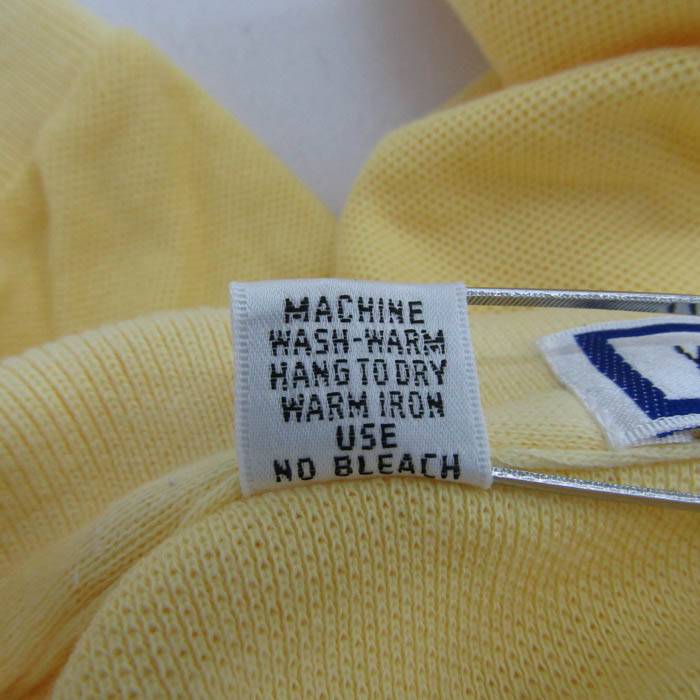 MACHINE
WASH-WARM
HANG TO DRY
WARM IRON
USE
NO BLEACH